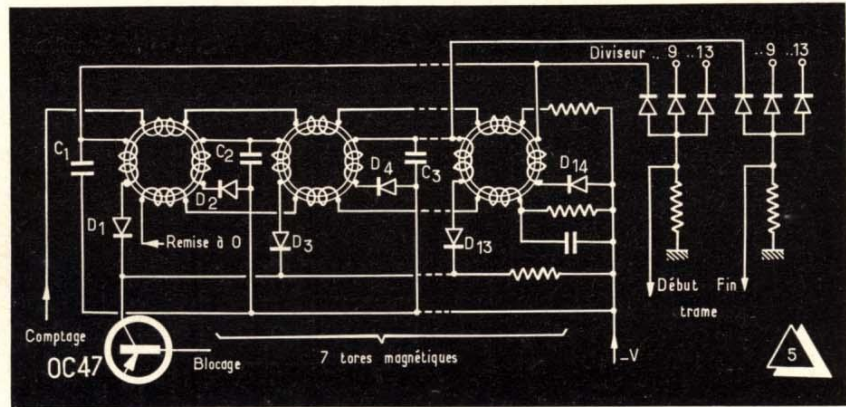 Diviseur .. 9 ..13 .. 9 ..13
C1
C2
D4
C3
D14
D2
D1
Remise à 0
D3
D13
Début Fin
trame
Comptage
OC47
Blocage
7 tores magnétiques
-V
5